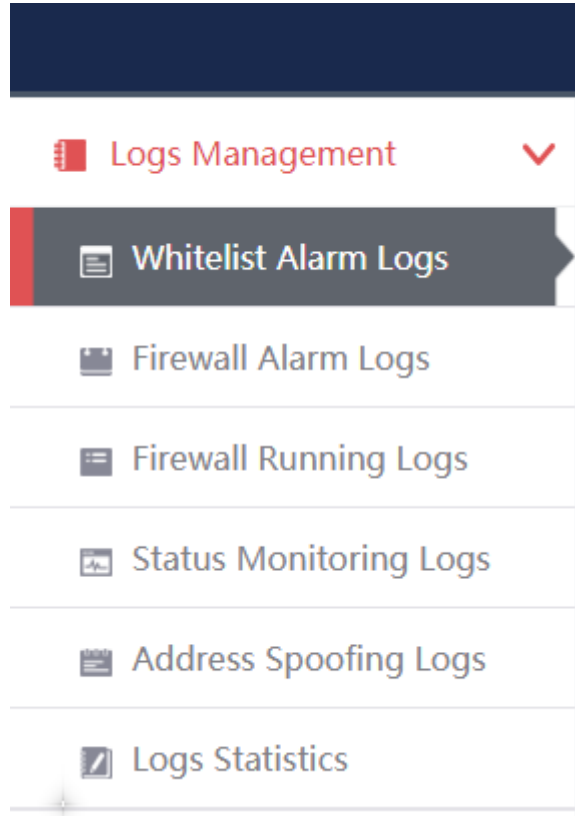 Logs Management
Whitelist Alarm Logs
Firewall Alarm Logs
Firewall Running Logs
Status Monitoring Logs
Address Spoofing Logs
Logs Statistics